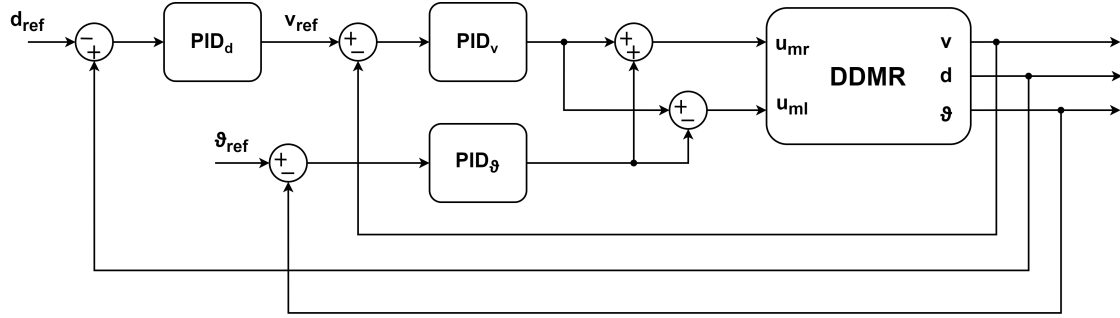 d_ref
PID_d
v_ref
PID_v
u_mr
v
DDMR
d
u_ml
ϑ
ϑ_ref
PID_ϑ
− +
+ −
+ +
+ −
+ −